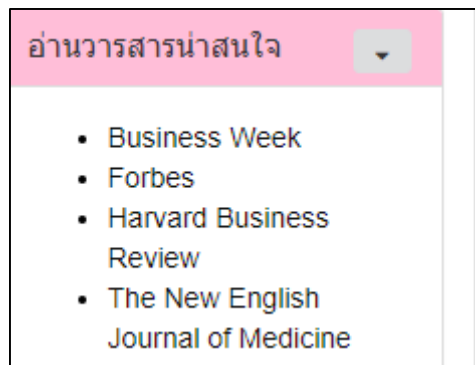 อ่านวารสารน่าสนใจ
• Business Week
• Forbes
• Harvard Business
Review
• The New English
Journal of Medicine